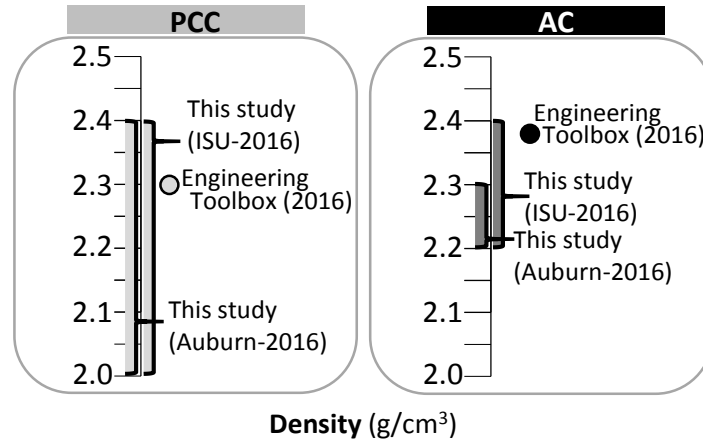 PCC
2.5
2.4
2.3
2.2
2.1
2.0
This study
(ISU-2016)
Engineering
Toolbox (2016)
This study
(Auburn-2016)
AC
2.5
2.4
2.3
2.2
2.1
2.0
Engineering
Toolbox (2016)
This study
(ISU-2016)
This study
(Auburn-2016)
Density (g/cm³)